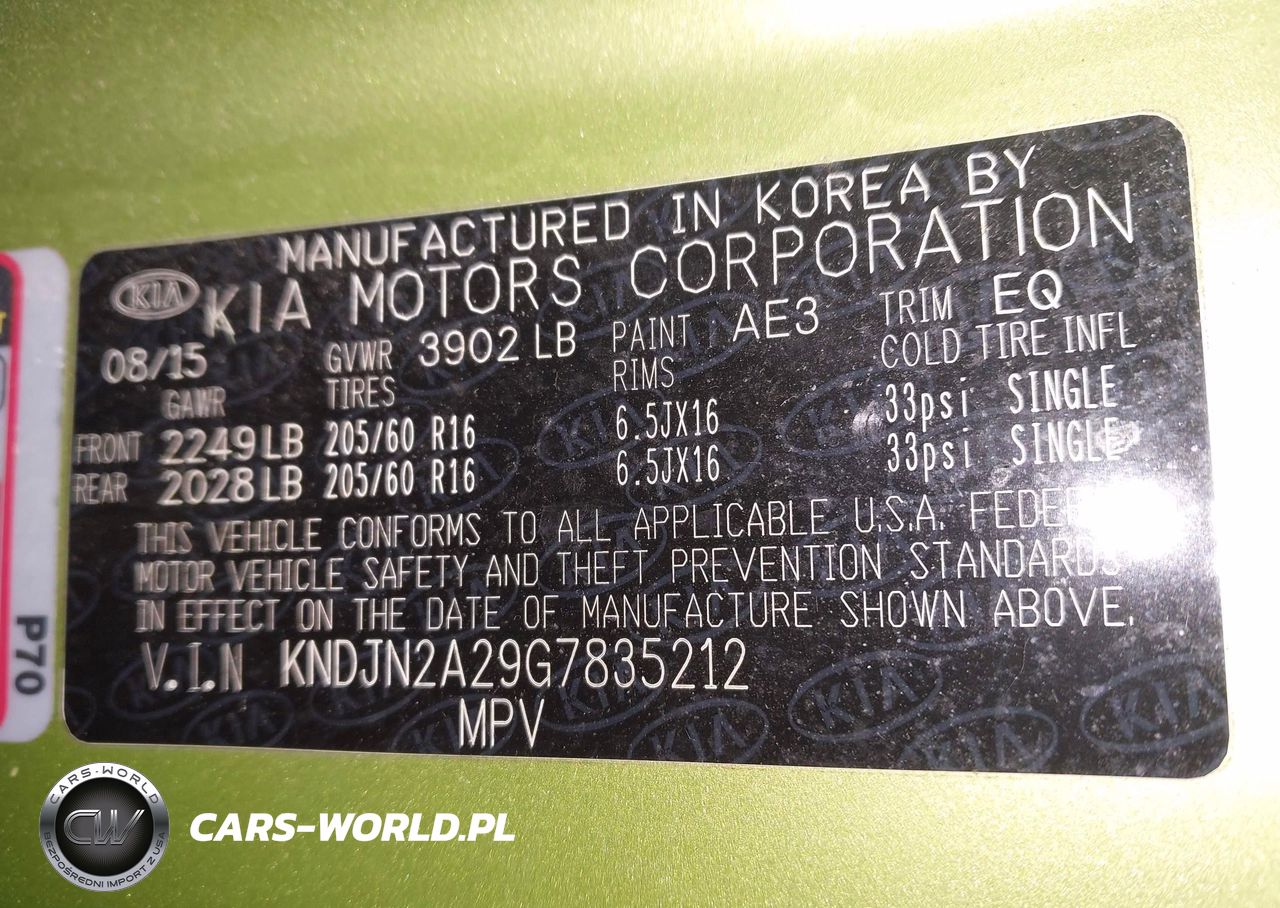 MANUFACTURED IN KOREA BY
KIA KIA MOTORS CORPORATION
08/15 GVWR 3902 LB PAINT : AE3 TRIM EQ
GAWR TIRES RIMS COLD TIRE INFL
FRONT 2249 LB 205/60 R16 6.5JX16 33psi SINGLE
REAR 2028 LB 205/60 R16 6.5JX16 33psi SINGLE
THIS VEHICLE CONFORMS TO ALL APPLICABLE U.S.A.
MOTOR VEHICLE SAFETY AND THEFT PREVENTION STANDARDS
IN EFFECT ON THE DATE OF MANUFACTURE SHOWN ABOVE.
V.I.N KNDJN2A29G7835212
MPV
P70
CARS-WORLD
CW
BEZPOŚREDNI IMPORT Z USA
CARS-WORLD.PL